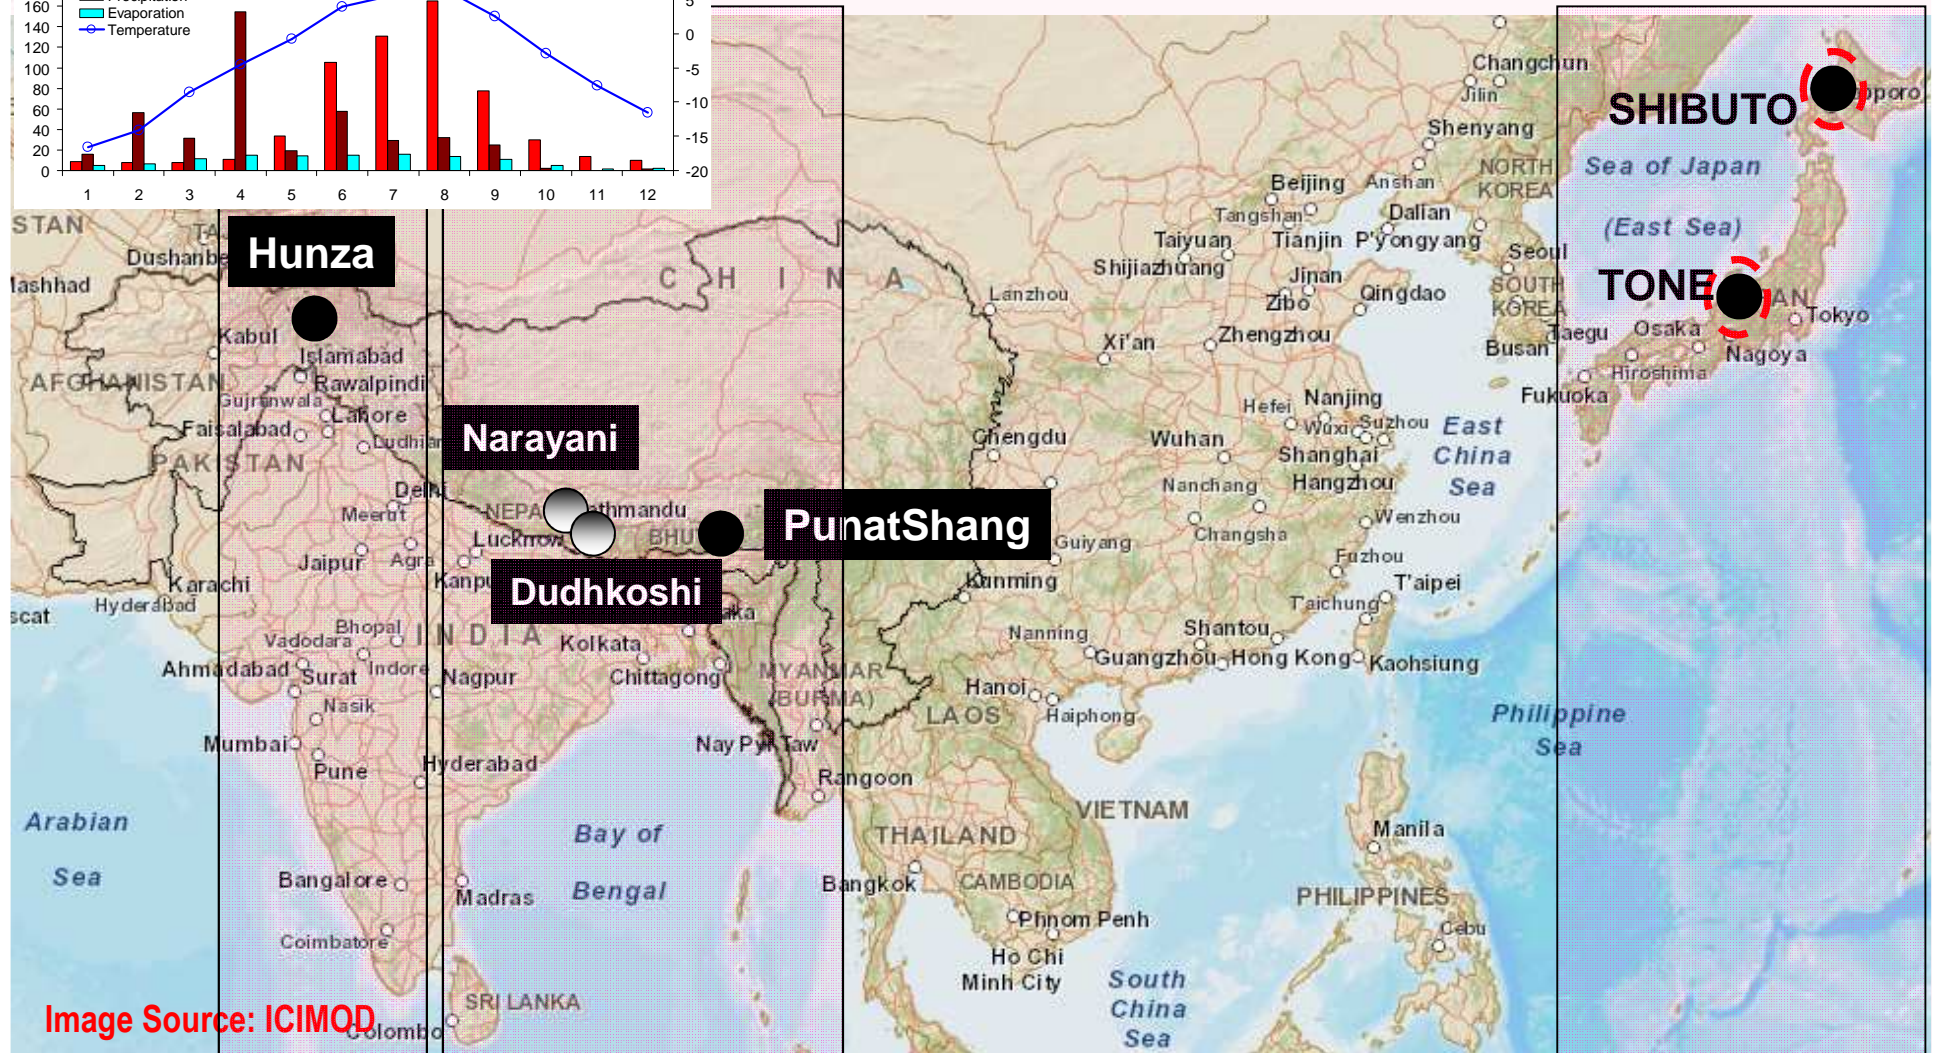 160
140
120
100
80
60
40
20
0
Precipitation
Evaporation
Temperature
5
0
-5
-10
-15
-20
1 2 3 4 5 6 7 8 9 10 11 12
Changchun
Jilin
SHIBUTO
Shenyang
Sea of Japan
NORTH
KOREA
Beijing
Anshan
Tangshan
Dalian
(East Sea)
STAN
Taiyuan
Tianjin
P'yongyang
Seoul
Dushanbe
Hunza
Shijiazhuang
Jinan
C H I N A
Lanzhou
Zibo
Qingdao
SOUTH
KOREA
TONE
Tokyo
Kabul
Xi'an
Zhengzhou
Taegu
Osaka
Busan
Nagoya
Islamabad
Hiroshima
AFGHANISTAN
Rawalpindi
Fukuoka
Gujranwala
Nanjing
Lahore
Hefei
Faisalabad
Wuxi
Suzhou
East
China
Sea
Narayani
Chengdu
Wuhan
Shanghai
PAKISTAN
Delhi
Nanchang
Hangzhou
Meerut
Wenzhou
PunatShang
Lucknow
Changsha
Guiyang
Jaipur
Agra
Fuzhou
Karachi
Dudhkoshi
Kunming
T'aipei
Hyderabad
T'aichung
scat
Bhopal
Vadodara
INDIA
Kolkata
Nanning
Shantou
Ahmadabad
Indore
Guangzhou
Hong Kong
Kaohsiung
Surat
Nagpur
Chittagong
MYANMAR
(BURMA)
Hanoi
Nasik
LAOS
Haiphong
Philippine
Sea
Mumbai
Nay Pyi Taw
Pune
Hyderabad
Rangoon
VIETNAM
Arabian
Sea
Bay of
Bengal
THAILAND
Manila
Bangalore
Madras
Bangkok
CAMBODIA
PHILIPPINES
Phnom Penh
Cebu
Coimbatore
Ho Chi
Minh City
South
China
Sea
SRI LANKA
Image Source: ICIMOD
Colombo